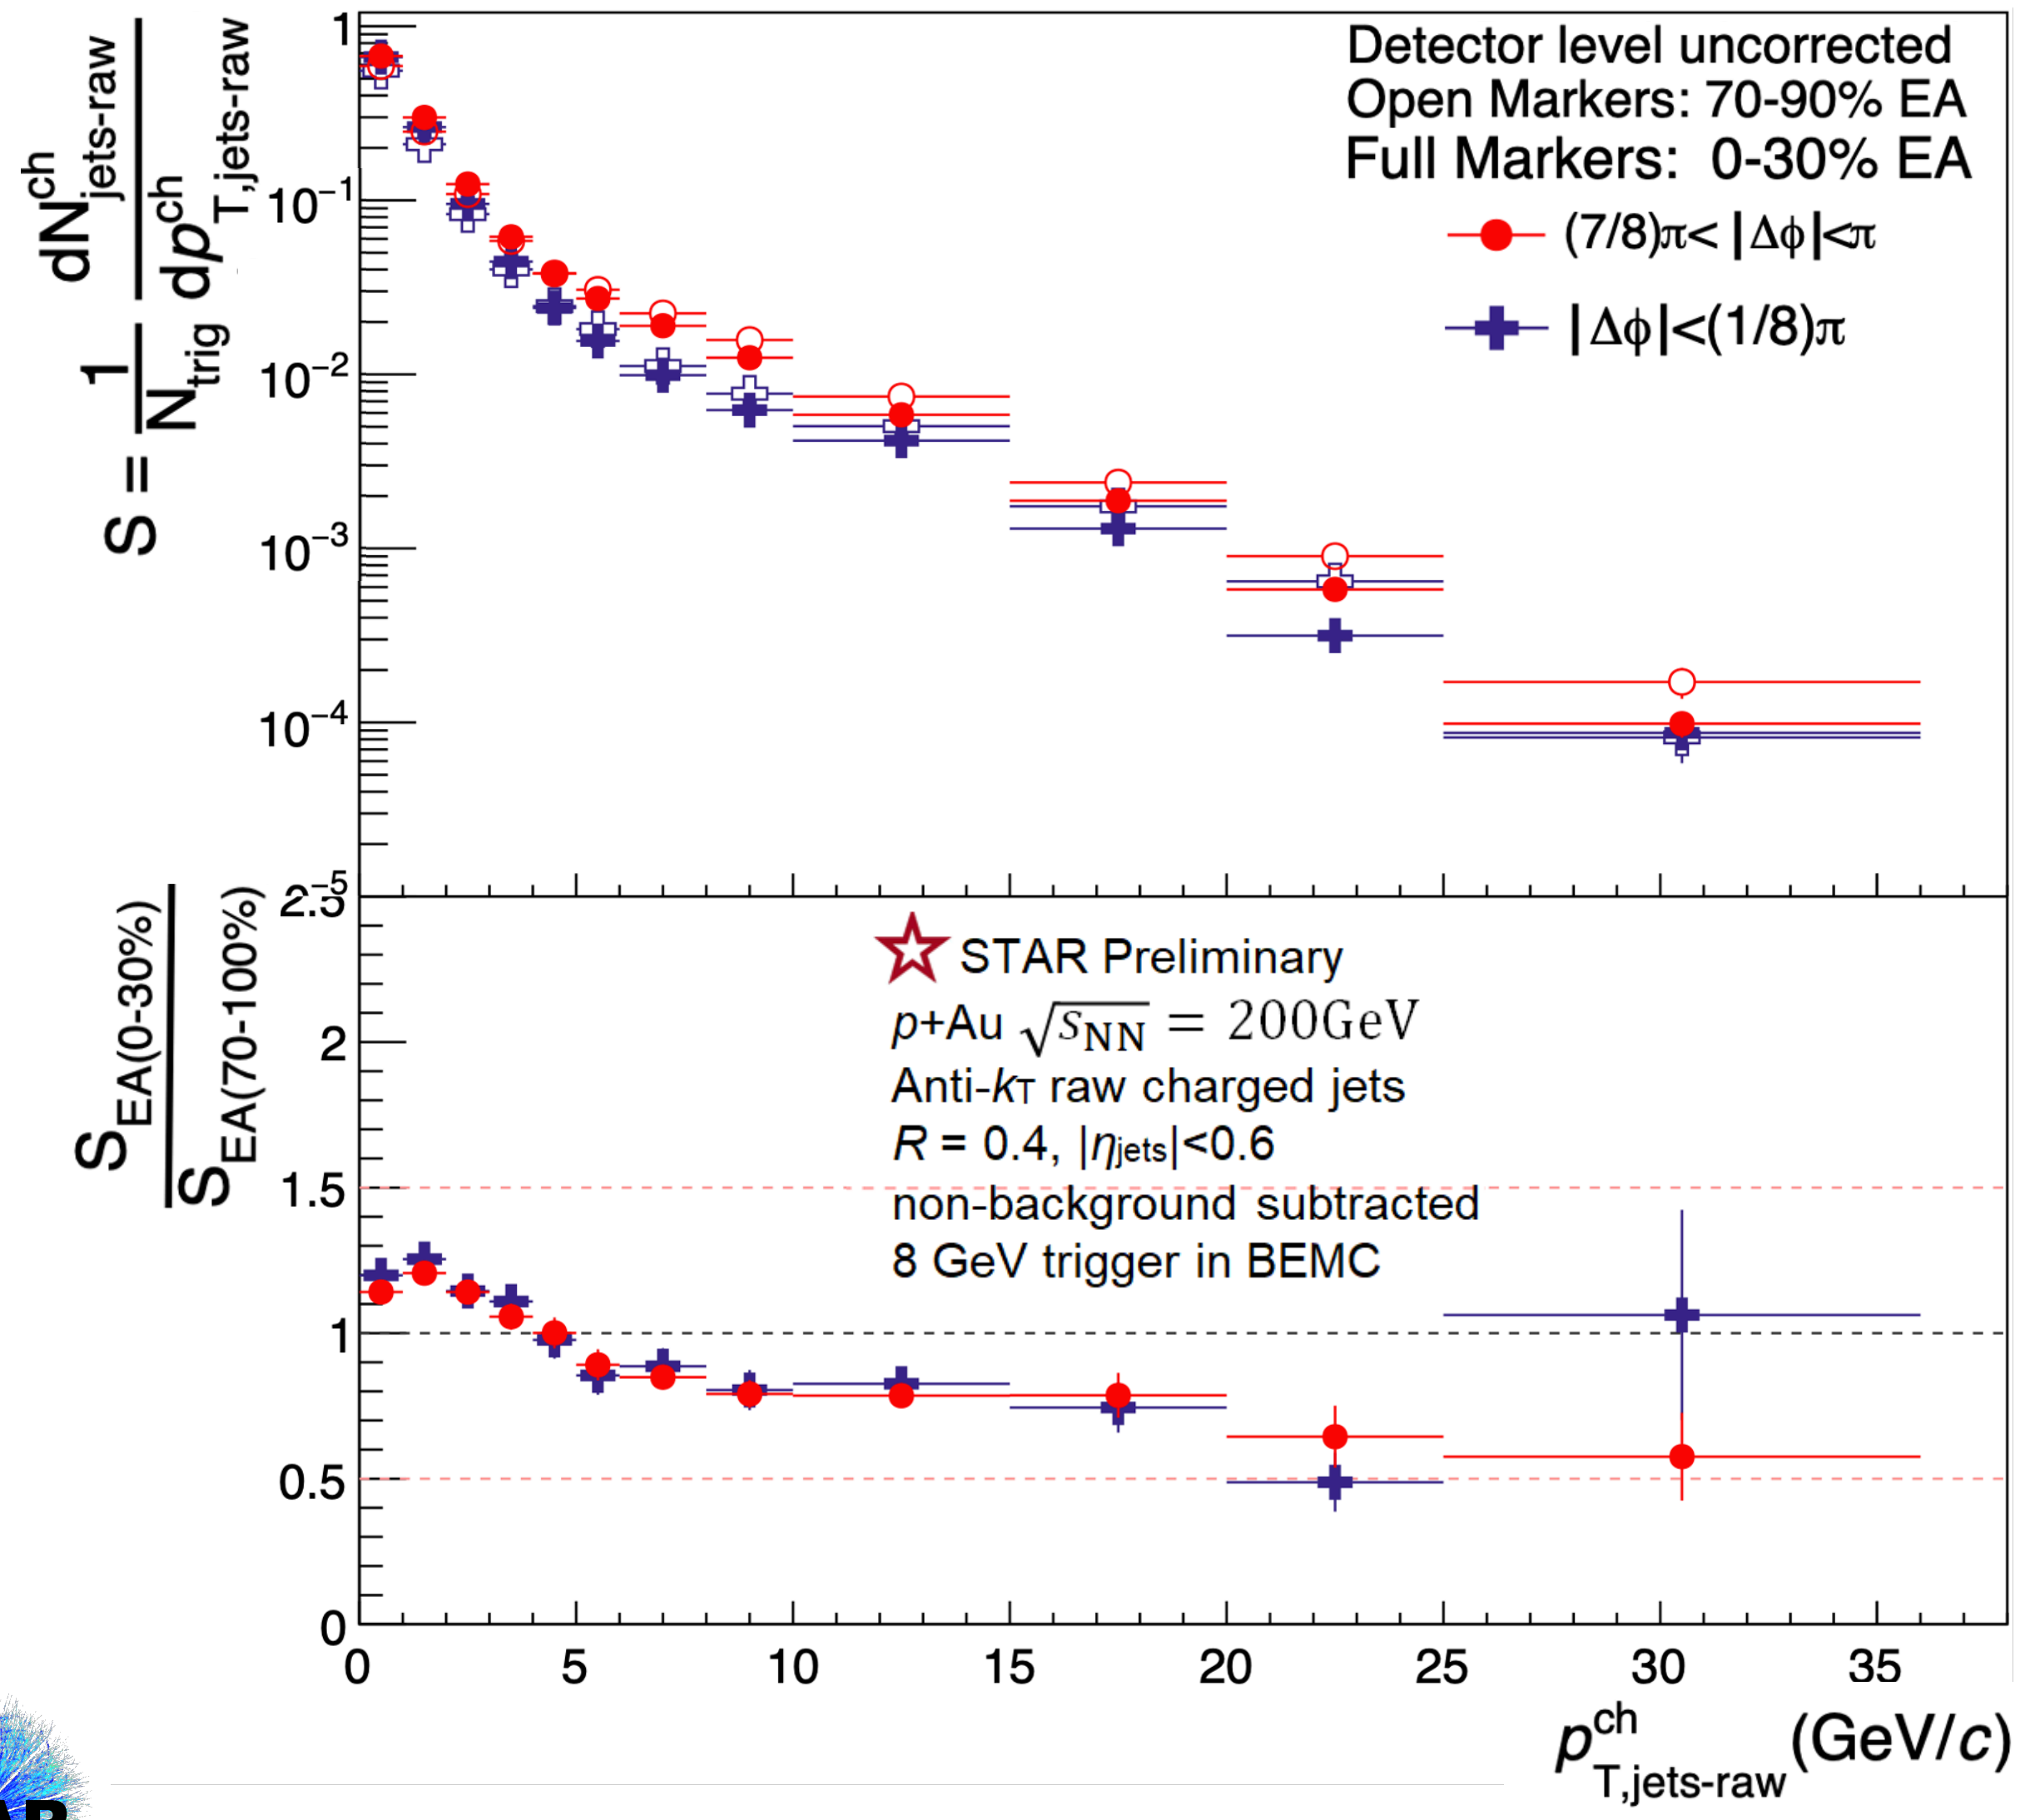 S = 1/N_trig dN^ch_jets-raw/dp^ch_T,jets-raw
1
10⁻¹
10⁻²
10⁻³
10⁻⁴
⁻⁵
Detector level uncorrected
Open Markers: 70-90% EA
Full Markers: 0-30% EA
(7/8)π< |Δϕ|<π
|Δϕ|<(1/8)π
S_EA(0-30%)
S_EA(70-100%)
2.5
2
1.5
1
0.5
0
STAR Preliminary
p+Au √s_NN = 200GeV
Anti-kT raw charged jets
R = 0.4, |ηjets|<0.6
non-background subtracted
8 GeV trigger in BEMC
0 5 10 15 20 25 30 35
p^ch_T,jets-raw (GeV/c)